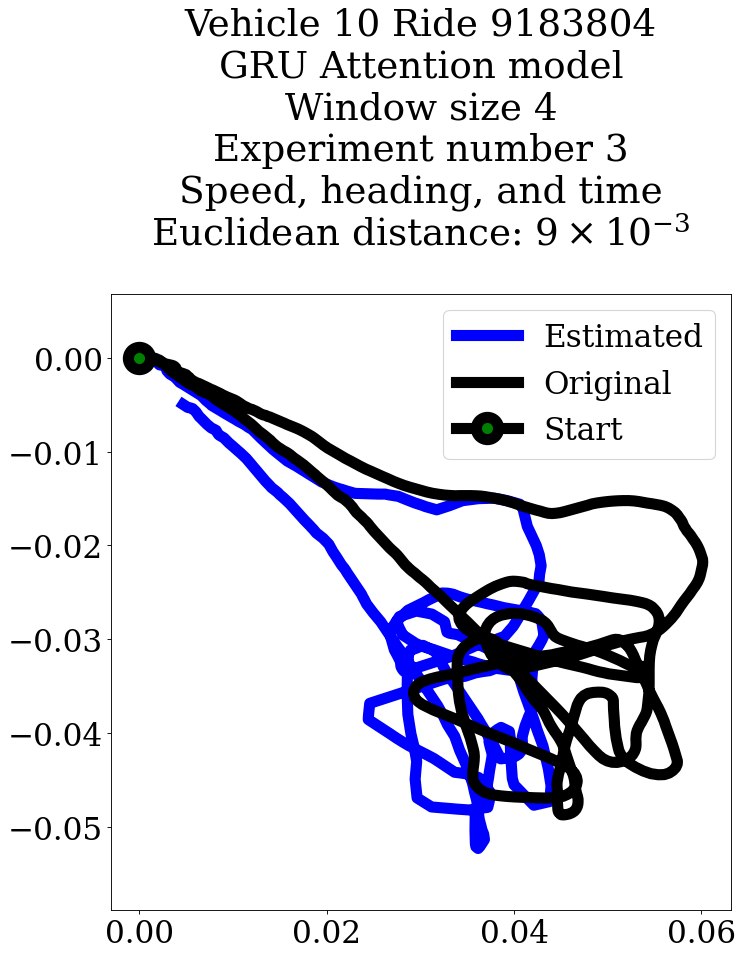 Vehicle 10 Ride 9183804
GRU Attention model
Window size 4
Experiment number 3
Speed, heading, and time
Euclidean distance: 9 × 10⁻³
Estimated
Original
Start
0.00
−0.01
−0.02
−0.03
−0.04
−0.05
0.00 0.02 0.04 0.06